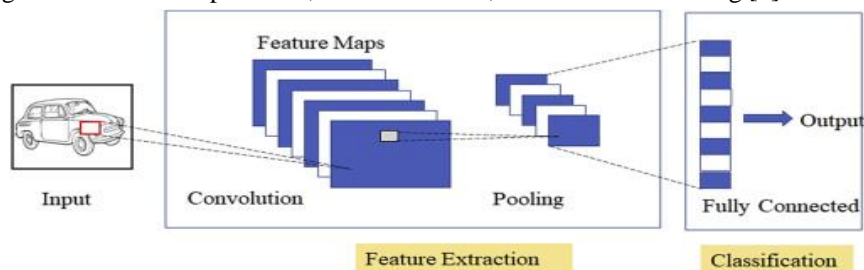 Feature Maps
Input
Convolution
Pooling
Output
Fully Connected
Feature Extraction
Classification